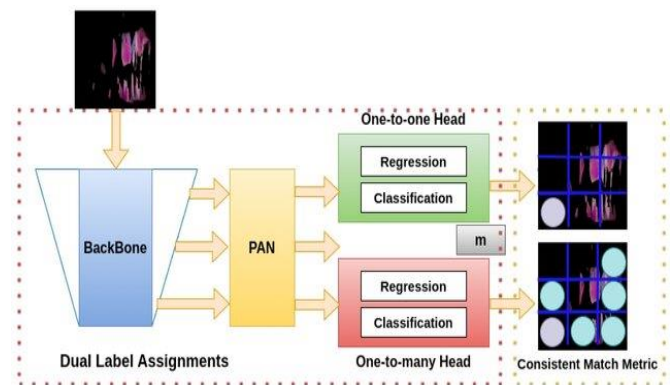 One-to-one Head
Regression
Classification
BackBone
PAN
m
Regression
Classification
One-to-many Head
Dual Label Assignments
Consistent Match Metric